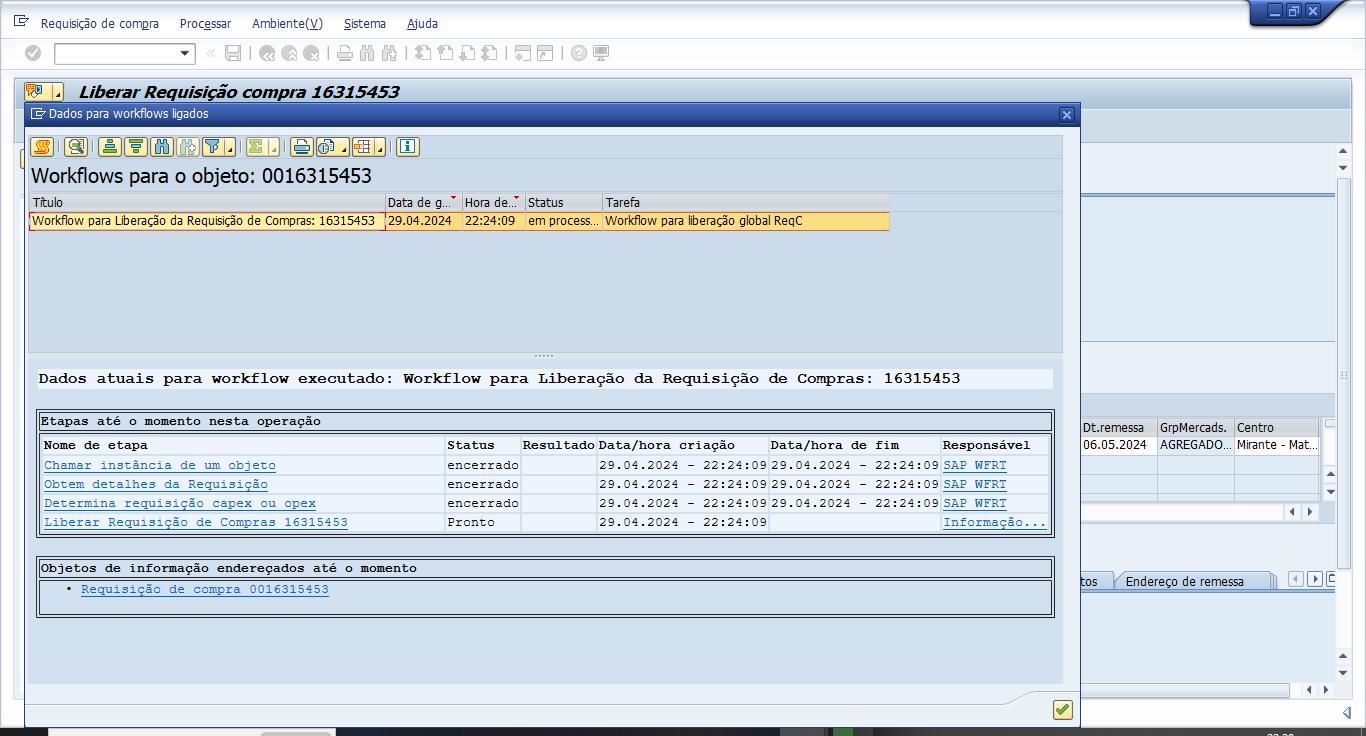 Requisição de compra Processar Ambiente(V) Sistema Ajuda
Liberar Requisição compra 16315453
Dados para workflows ligados
Workflows para o objeto: 0016315453
Título Data de g... Hora de... Status Tarefa
Workflow para Liberação da Requisição de Compras: 16315453 29.04.2024 22:24:09 em process... Workflow para liberação global ReqC
Dados atuais para workflow executado: Workflow para Liberação da Requisição de Compras: 16315453
Etapas até o momento nesta operação
Nome de etapa Status Resultado Data/hora criação Data/hora de fim Responsável
Chamar instância de um objeto encerrado 29.04.2024 - 22:24:09 29.04.2024 - 22:24:09 SAP WFRT
Obtem detalhes da Requisição encerrado 29.04.2024 - 22:24:09 29.04.2024 - 22:24:09 SAP WFRT
Determina requisição capex ou opex encerrado 29.04.2024 - 22:24:09 29.04.2024 - 22:24:09 SAP WFRT
Liberar Requisição de Compras 16315453 Pronto 29.04.2024 - 22:24:09 Informação...
Objetos de informação endereçados até o momento
• Requisição de compra 0016315453
Dt.remessa GrpMercads. Centro
06.05.2024 AGREGADO... Mirante - Mat...
tos Endereço de remessa